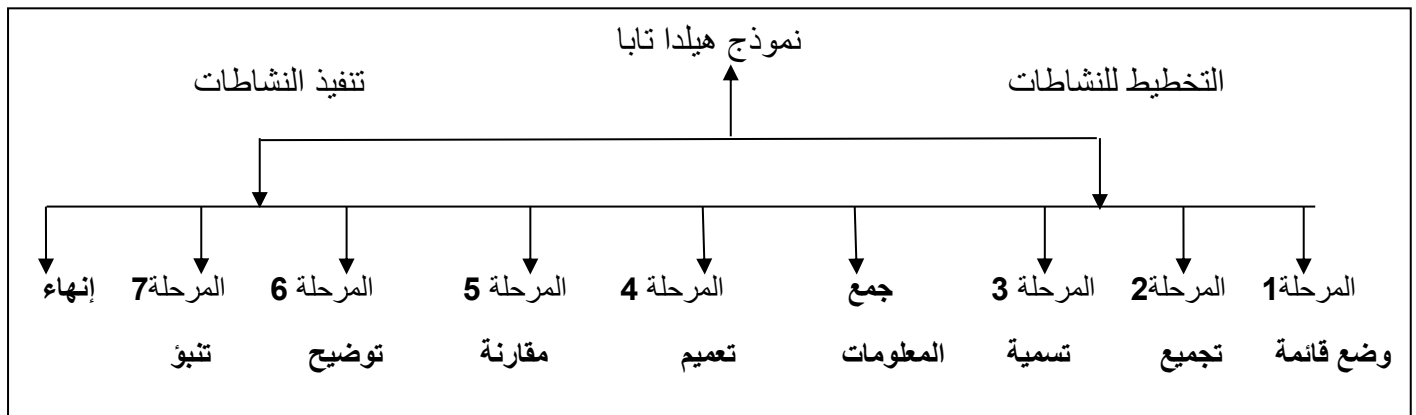 نموذج هيلدا تابا
التخطيط للنشاطات تنفيذ النشاطات
المرحلة1 المرحلة2 المرحلة 3 جمع المرحلة 4 المرحلة 5 المرحلة 6 المرحلة7 إنهاء
وضع قائمة تجميع تسمية المعلومات تعميم مقارنة توضيح تنبؤ